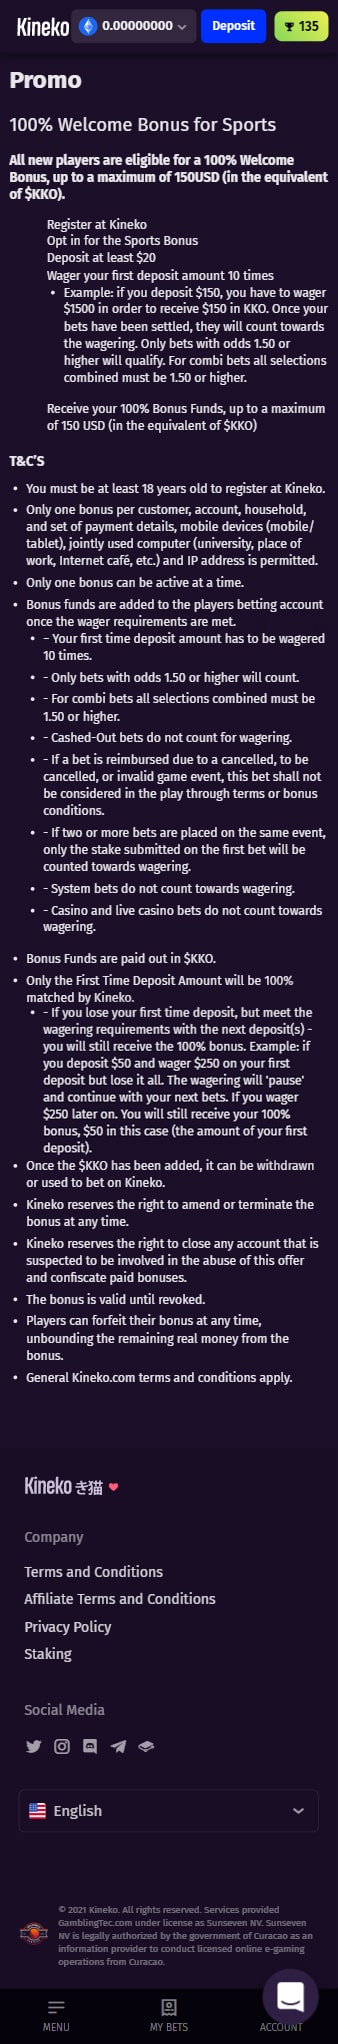 Kineko
0.00000000
Deposit
135
Promo
100% Welcome Bonus for Sports
All new players are eligible for a 100% Welcome
Bonus, up to a maximum of 150USD (in the equivalent
of $KKO).
Register at Kineko
Opt in for the Sports Bonus
Deposit at least $20
Wager your first deposit amount 10 times
• Example: if you deposit $150, you have to wager
$1500 in order to receive $150 in KKO. Once your
bets have been settled, they will count towards
the wagering. Only bets with odds 1.50 or
higher will qualify. For combi bets all selections
combined must be 1.50 or higher.
Receive your 100% Bonus Funds, up to a maximum
of 150 USD (in the equivalent of $KKO)
T&C'S
• You must be at least 18 years old to register at Kineko.
• Only one bonus per customer, account, household,
and set of payment details, mobile devices (mobile/
tablet), jointly used computer (university, place of
work, Internet café, etc.) and IP address is permitted.
• Only one bonus can be active at a time.
• Bonus funds are added to the players betting account
once the wager requirements are met.
• – Your first time deposit amount has to be wagered
10 times.
• - Only bets with odds 1.50 or higher will count.
• - For combi bets all selections combined must be
1.50 or higher.
• - Cashed-Out bets do not count for wagering.
• - If a bet is reimbursed due to a cancelled, to be
cancelled, or invalid game event, this bet shall not
be considered in the play through terms or bonus
conditions.
• - If two or more bets are placed on the same event,
only the stake submitted on the first bet will be
counted towards wagering.
• - System bets do not count towards wagering.
• - Casino and live casino bets do not count towards
wagering.
• Bonus Funds are paid out in $KKO.
• Only the First Time Deposit Amount will be 100%
matched by Kineko.
• - If you lose your first time deposit, but meet the
wagering requirements with the next deposit(s) -
you will still receive the 100% bonus. Example: if
you deposit $50 and wager $250 on your first
deposit but lose it all. The wagering will 'pause'
and continue with your next bets. If you wager
$250 later on. You will still receive your 100%
bonus, $50 in this case (the amount of your first
deposit).
• Once the $KKO has been added, it can be withdrawn
or used to bet on Kineko.
• Kineko reserves the right to amend or terminate the
bonus at any time.
• Kineko reserves the right to close any account that is
suspected to be involved in the abuse of this offer
and confiscate paid bonuses.
• The bonus is valid until revoked.
• Players can forfeit their bonus at any time,
unbounding the remaining real money from the
bonus.
• General Kineko.com terms and conditions apply.
Kineko き猫
Company
Terms and Conditions
Affiliate Terms and Conditions
Privacy Policy
Staking
Social Media
English
© 2021 Kineko. All rights reserved. Services provided
GamblingTec.com under license as Sunseven NV. Sunseven
NV is legally authorized by the government of Curacao as an
information provider to conduct licensed online e-gaming
operations from Curacao.
MENU
MY BETS
ACCOUNT